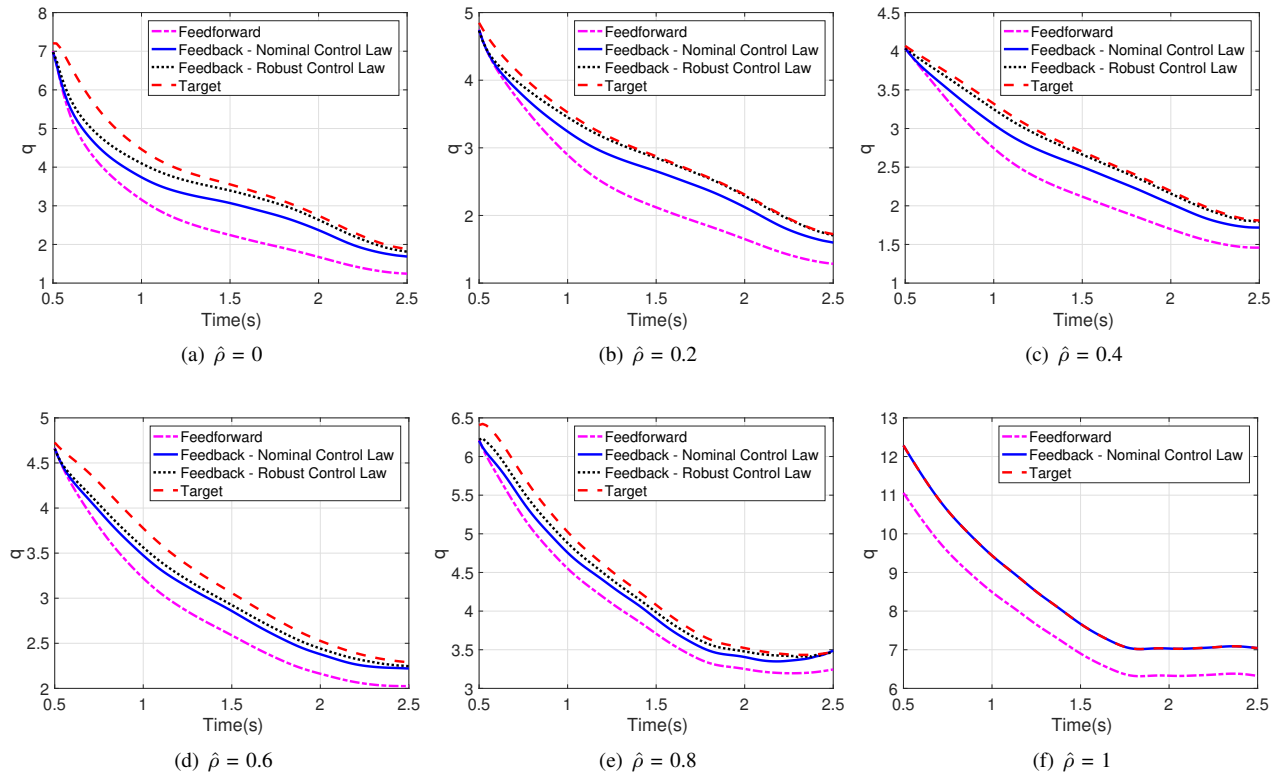 8
7
6
5
4
3
2
1
q
0.5 1 1.5 2 2.5
Time(s)
Feedforward
Feedback - Nominal Control Law
Feedback - Robust Control Law
Target
(a) ρ̂ = 0
5
4
3
2
1
q
0.5 1 1.5 2 2.5
Time(s)
Feedforward
Feedback - Nominal Control Law
Feedback - Robust Control Law
Target
(b) ρ̂ = 0.2
4.5
4
3.5
3
2.5
2
1.5
1
q
0.5 1 1.5 2 2.5
Time(s)
Feedforward
Feedback - Nominal Control Law
Feedback - Robust Control Law
Target
(c) ρ̂ = 0.4
5
4.5
4
3.5
3
2.5
2
q
0.5 1 1.5 2 2.5
Time(s)
Feedforward
Feedback - Nominal Control Law
Feedback - Robust Control Law
Target
(d) ρ̂ = 0.6
6.5
6
5.5
5
4.5
4
3.5
3
q
0.5 1 1.5 2 2.5
Time(s)
Feedforward
Feedback - Nominal Control Law
Feedback - Robust Control Law
Target
(e) ρ̂ = 0.8
13
12
11
10
9
8
7
6
q
0.5 1 1.5 2 2.5
Time(s)
Feedforward
Feedback - Nominal Control Law
Target
(f) ρ̂ = 1